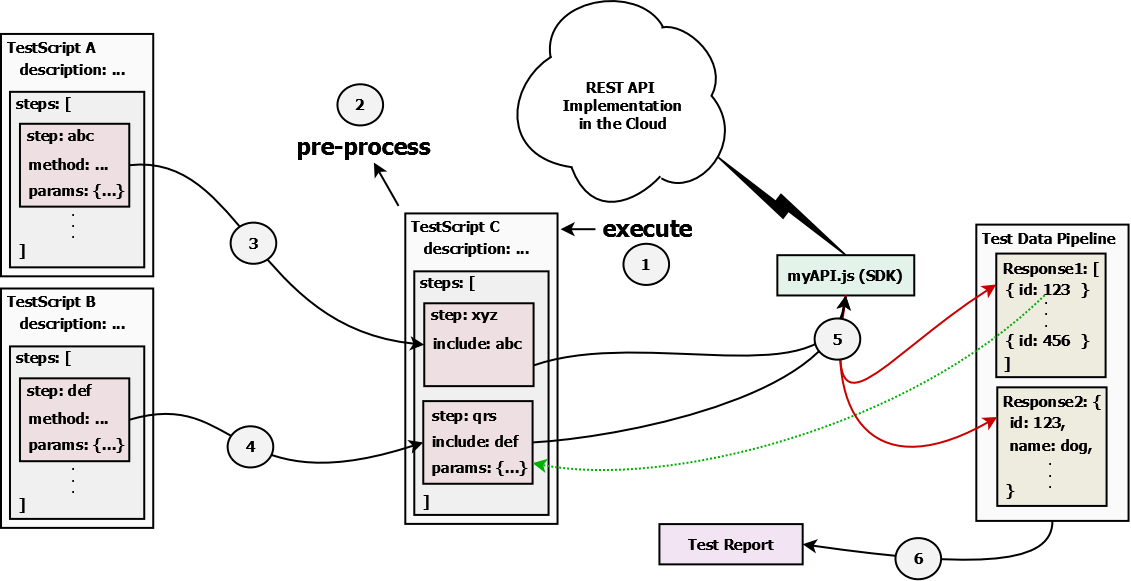 TestScript A
description: ...
steps: [
step: abc
method: ...
params: {...}
.
.
.
]
TestScript B
description: ...
steps: [
step: def
method: ...
params: {...}
.
.
.
]
2
pre-process
3
4
TestScript C
description: ...
steps: [
step: xyz
include: abc
step: qrs
include: def
params: {...}
]
execute
1
REST API
Implementation
in the Cloud
myAPI.js (SDK)
5
Test Data Pipeline
Response1: [
{ id: 123 }
.
.
.
{ id: 456 }
]
Response2: {
id: 123,
name: dog,
.
.
.
}
Test Report
6